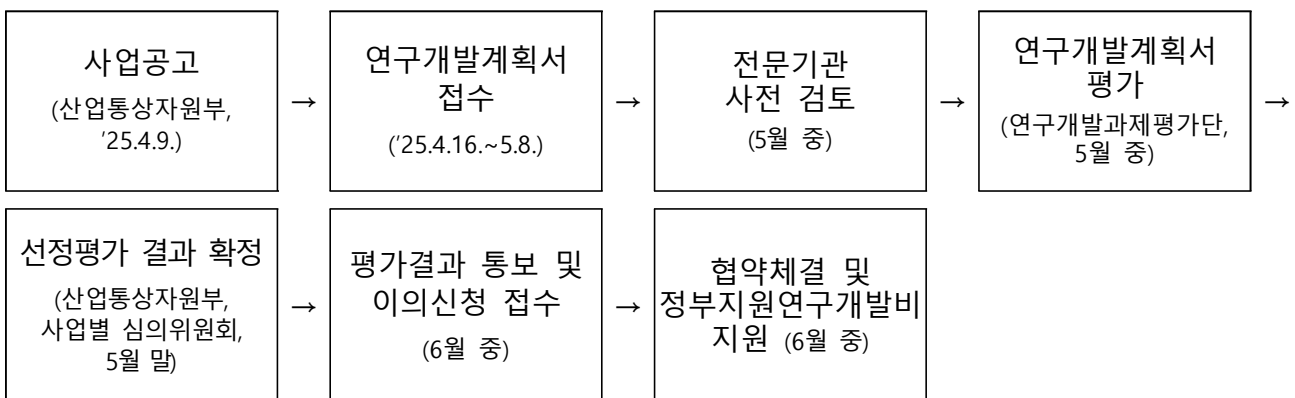 사업공고
(산업통상자원부,
'25.4.9.)
→
연구개발계획서
접수
('25.4.16.~5.8.)
→
전문기관
사전 검토
(5월 중)
→
연구개발계획서
평가
(연구개발과제평가단,
5월 중)
→
선정평가 결과 확정
(산업통상자원부,
사업별 심의위원회,
5월 말)
→
평가결과 통보 및
이의신청 접수
(6월 중)
→
협약체결 및
정부지원연구개발비
지원 (6월 중)